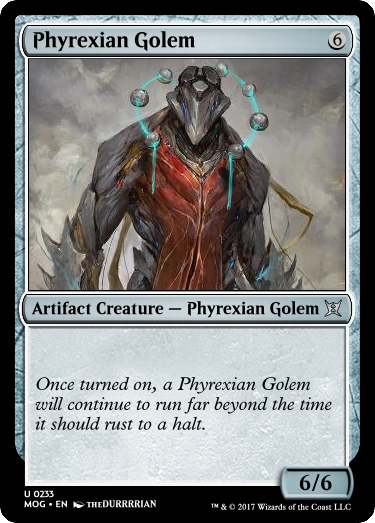 Phyrexian Golem 6
Artifact Creature — Phyrexian Golem
Once turned on, a Phyrexian Golem
will continue to run far beyond the time
it should rust to a halt.
6/6
U 0233
MOG • EN THEDURRRRIAN
™ & © 2017 Wizards of the Coast LLC